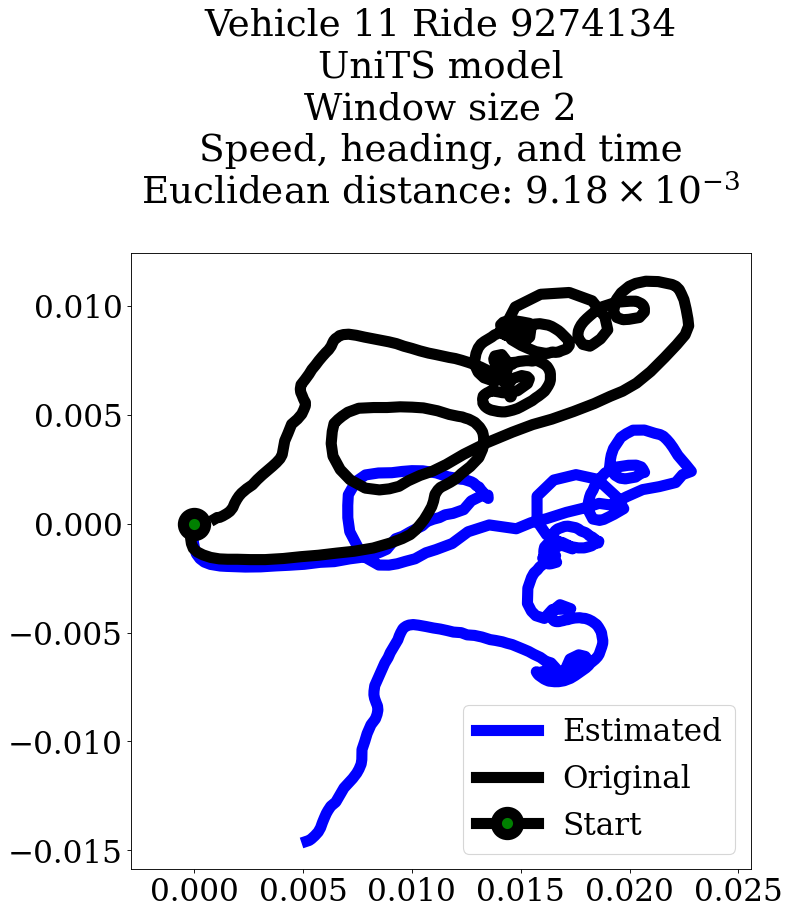 Vehicle 11 Ride 9274134
UniTS model
Window size 2
Speed, heading, and time
Euclidean distance: 9.18 × 10⁻³
0.010
0.005
0.000
−0.005
−0.010
−0.015
Estimated
Original
Start
0.000 0.005 0.010 0.015 0.020 0.025